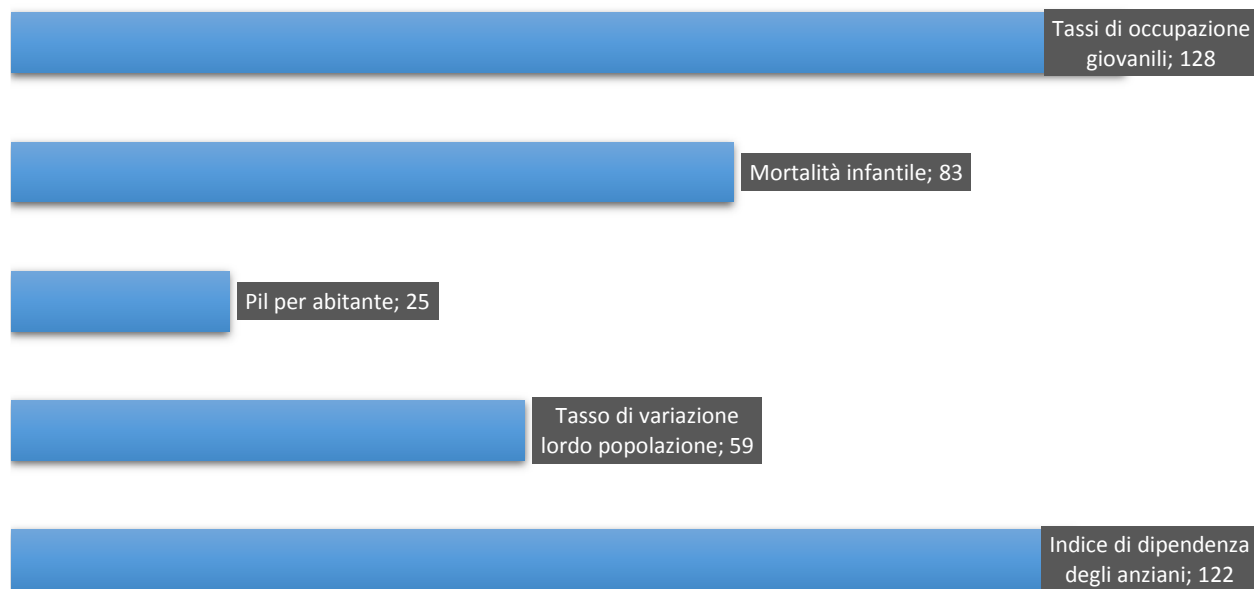 Tassi di occupazione
giovanili; 128
Mortalità infantile; 83
Pil per abitante; 25
Tasso di variazione
lordo popolazione; 59
Indice di dipendenza
degli anziani; 122